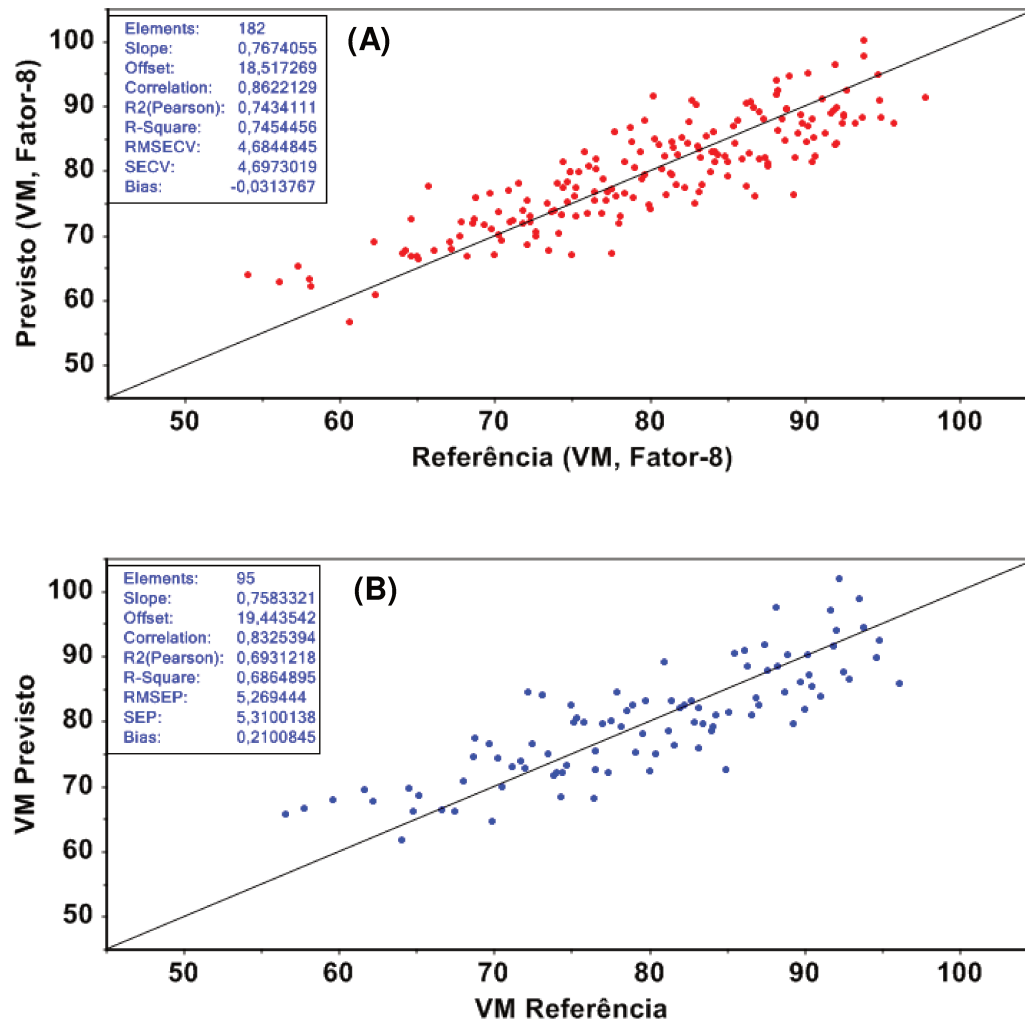 (A)
Elements: 182
Slope: 0,7674055
Offset: 18,517269
Correlation: 0,8622129
R2(Pearson): 0,7434111
R-Square: 0,7454456
RMSECV: 4,6844845
SECV: 4,6973019
Bias: -0,0313767
Previsto (VM, Fator-8)
100
90
80
70
60
50
50 60 70 80 90 100
Referência (VM, Fator-8)
(B)
Elements: 95
Slope: 0,7583321
Offset: 19,443542
Correlation: 0,8325394
R2(Pearson): 0,6931218
R-Square: 0,6864895
RMSEP: 5,269444
SEP: 5,3100138
Bias: 0,2100845
VM Previsto
100
90
80
70
60
50
50 60 70 80 90 100
VM Referência